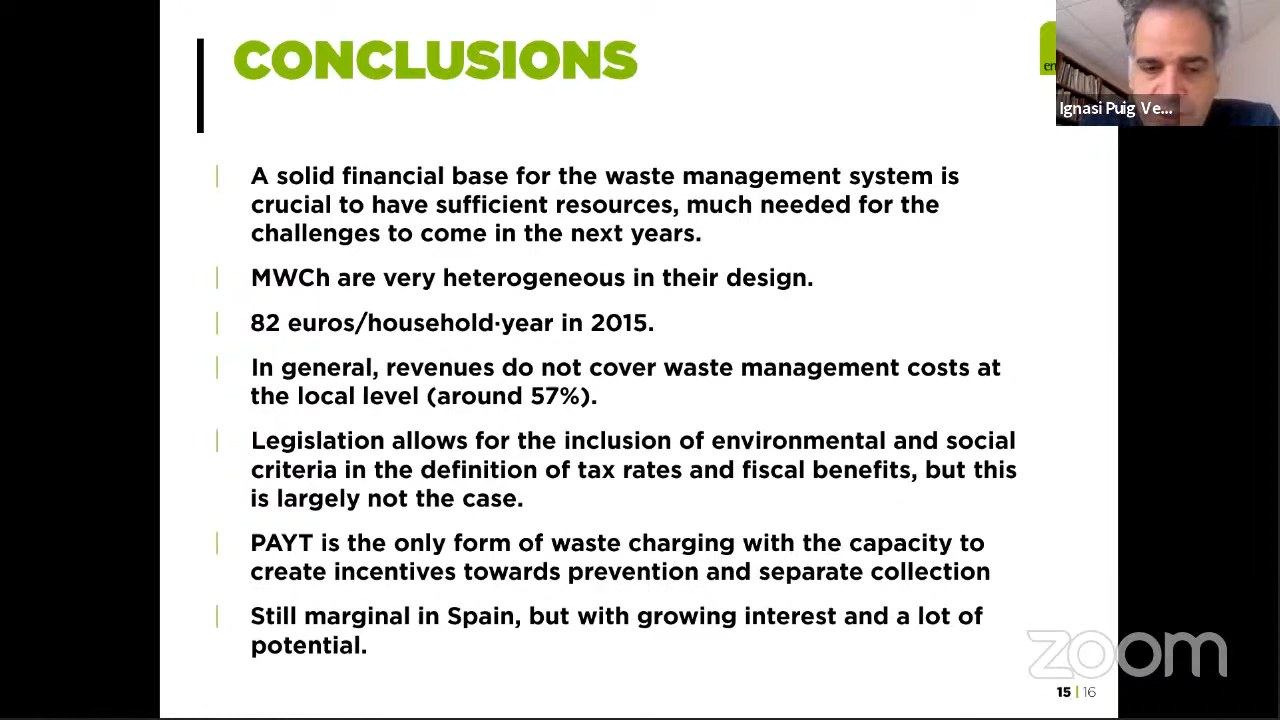 CONCLUSIONS
en
Ignasi Puig Ve...
A solid financial base for the waste management system is
crucial to have sufficient resources, much needed for the
challenges to come in the next years.
MWCh are very heterogeneous in their design.
82 euros/household·year in 2015.
In general, revenues do not cover waste management costs at
the local level (around 57%).
Legislation allows for the inclusion of environmental and social
criteria in the definition of tax rates and fiscal benefits, but this
is largely not the case.
PAYT is the only form of waste charging with the capacity to
create incentives towards prevention and separate collection
Still marginal in Spain, but with growing interest and a lot of
potential.
zoom
15 | 16